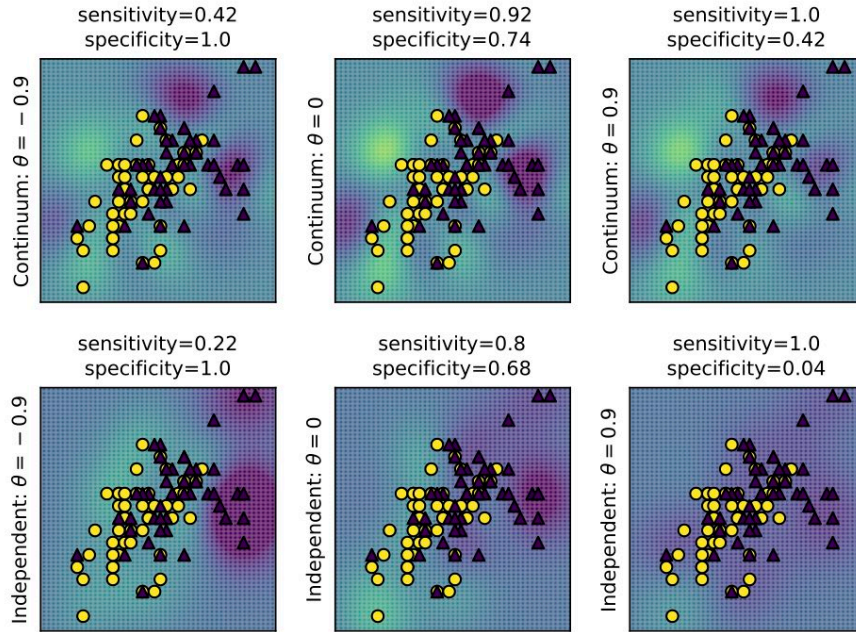 sensitivity=0.42
specificity=1.0
sensitivity=0.92
specificity=0.74
sensitivity=1.0
specificity=0.42
Continuum: θ = − 0.9
Continuum: θ = 0
Continuum: θ = 0.9
sensitivity=0.22
specificity=1.0
sensitivity=0.8
specificity=0.68
sensitivity=1.0
specificity=0.04
Independent: θ = − 0.9
Independent: θ = 0
Independent: θ = 0.9